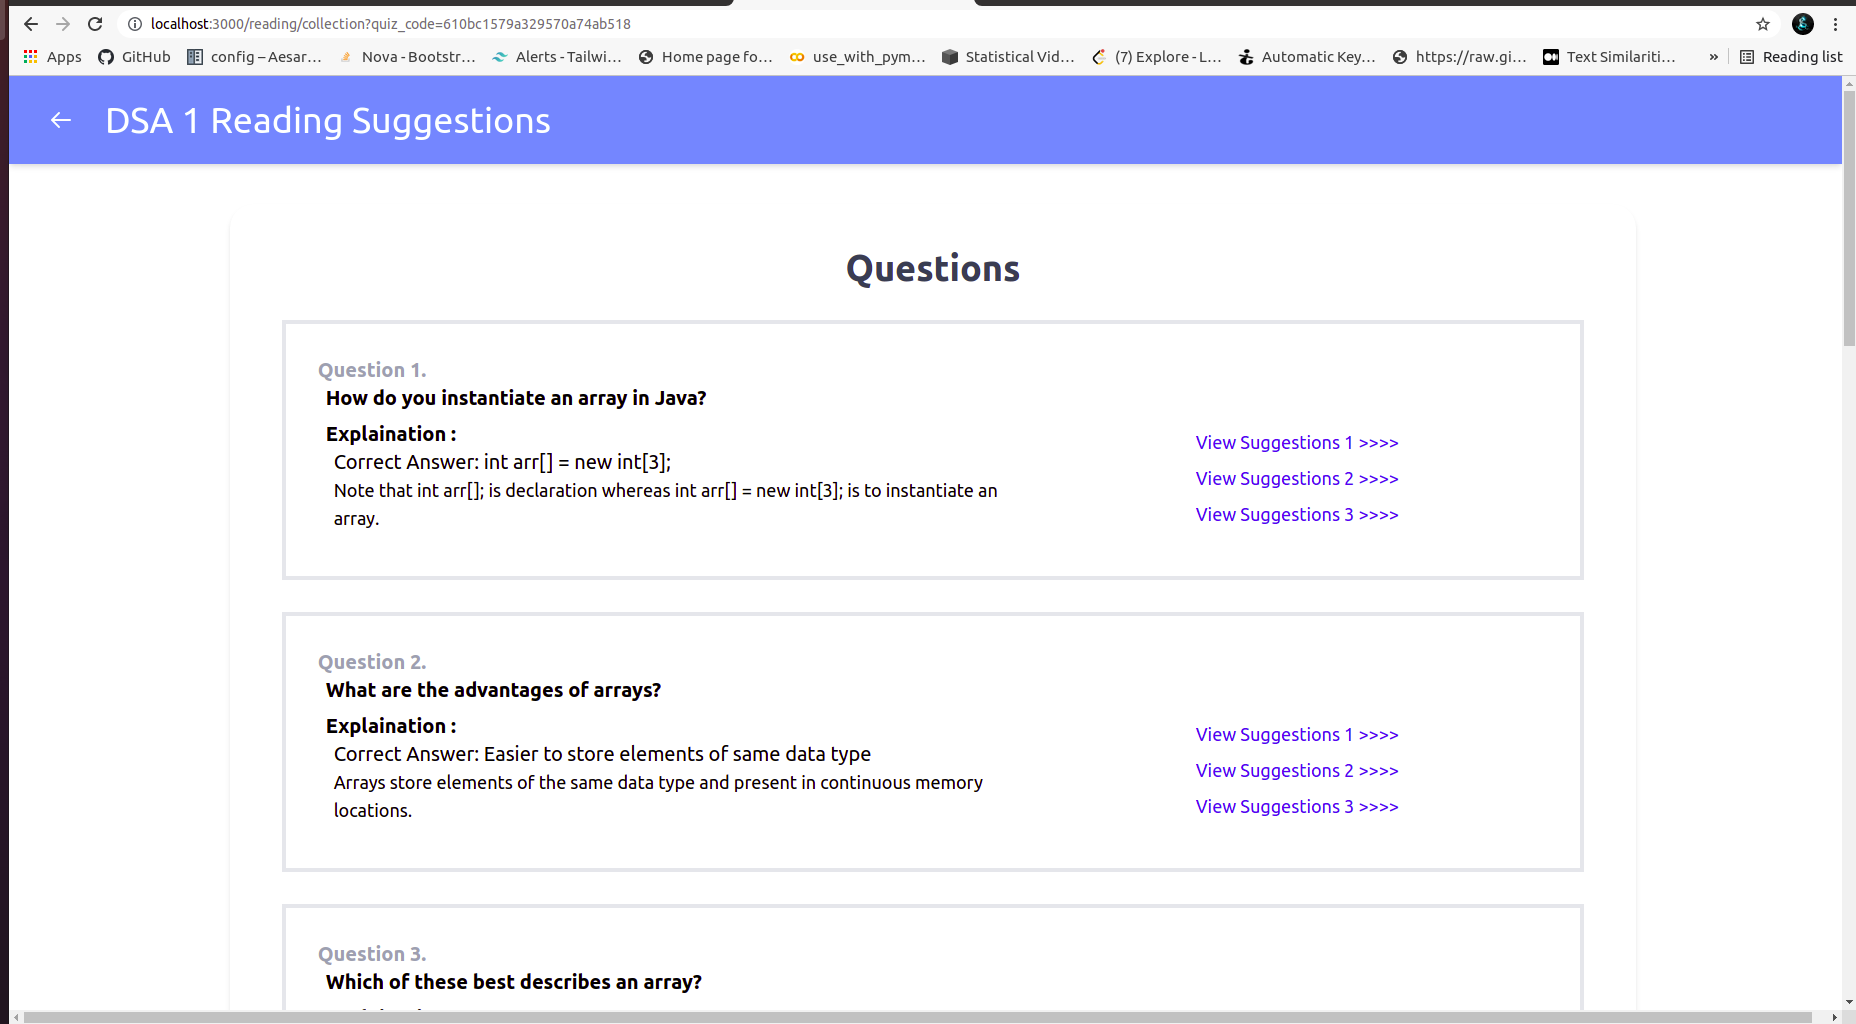 localhost:3000/reading/collection?quiz_code=610bc1579a329570a74ab518
Apps GitHub config – Aesar... Nova - Bootstr... Alerts - Tailwi... Home page fo... use_with_pym... Statistical Vid... (7) Explore - L... Automatic Key... https://raw.gi... Text Similariti... » Reading list
DSA 1 Reading Suggestions
Questions
Question 1.
How do you instantiate an array in Java?
Explaination :
Correct Answer: int arr[] = new int[3];
Note that int arr[]; is declaration whereas int arr[] = new int[3]; is to instantiate an
array.
View Suggestions 1 >>>>
View Suggestions 2 >>>>
View Suggestions 3 >>>>
Question 2.
What are the advantages of arrays?
Explaination :
Correct Answer: Easier to store elements of same data type
Arrays store elements of the same data type and present in continuous memory
locations.
View Suggestions 1 >>>>
View Suggestions 2 >>>>
View Suggestions 3 >>>>
Question 3.
Which of these best describes an array?